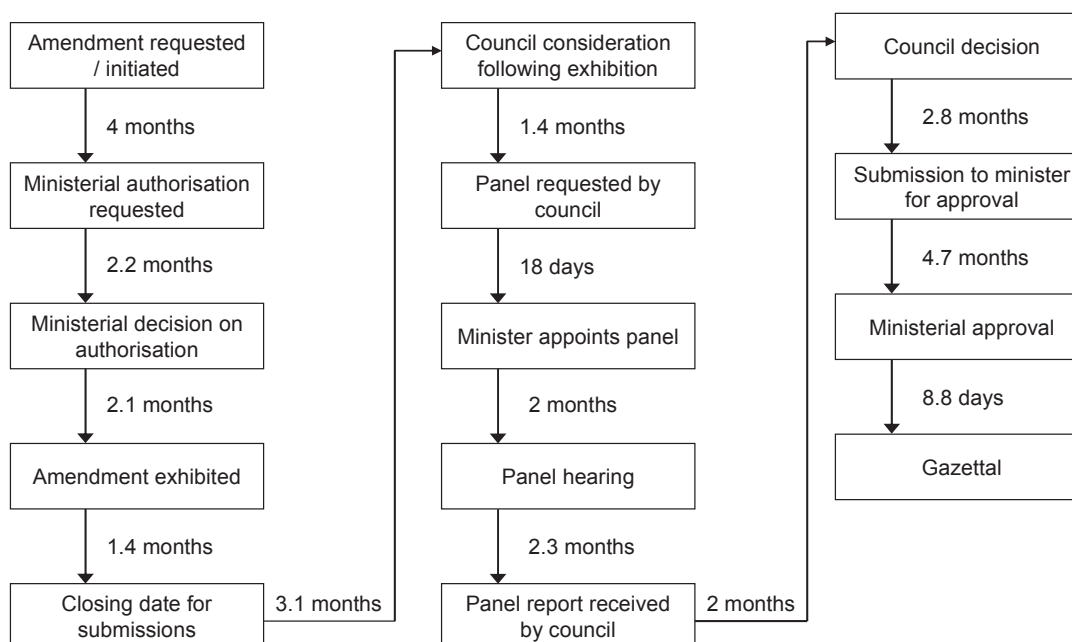 Amendment requested
/ initiated
4 months
Ministerial authorisation
requested
2.2 months
Ministerial decision on
authorisation
2.1 months
Amendment exhibited
1.4 months
Closing date for
submissions
3.1 months
Council consideration
following exhibition
1.4 months
Panel requested by
council
18 days
Minister appoints panel
2 months
Panel hearing
2.3 months
Panel report received
by council
2 months
Council decision
2.8 months
Submission to minister
for approval
4.7 months
Ministerial approval
8.8 days
Gazettal